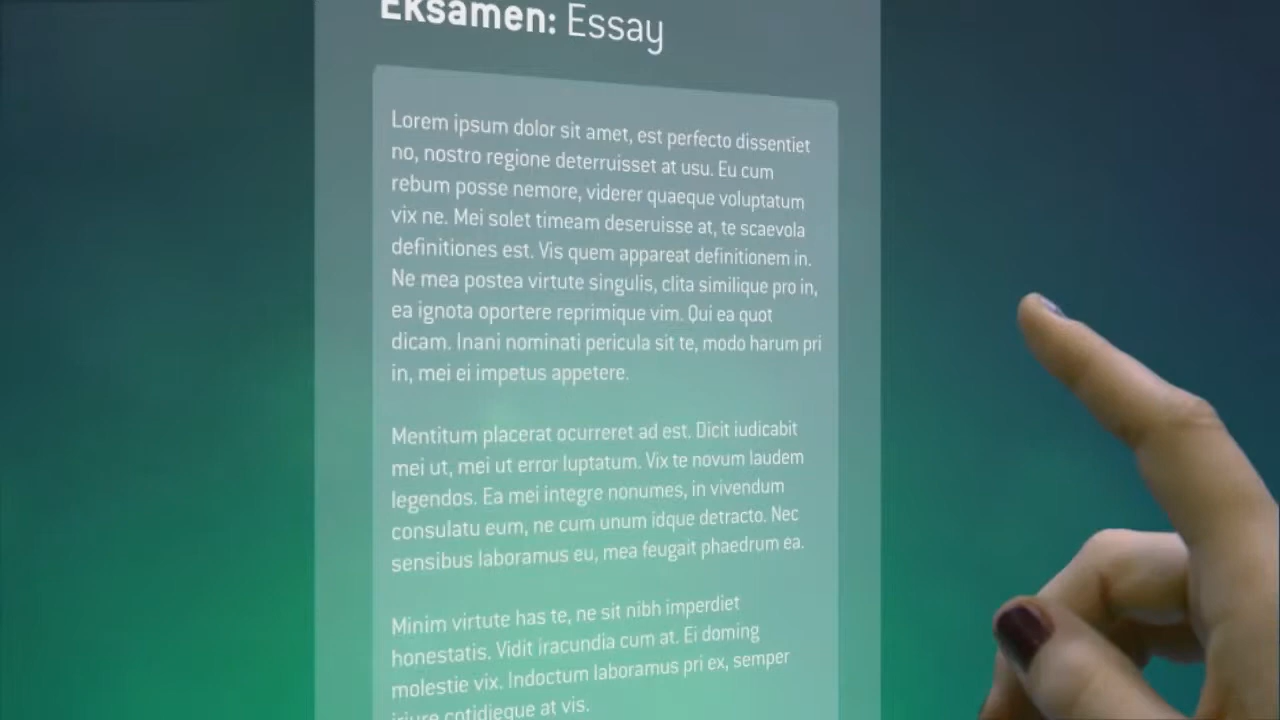 Eksamen: Essay
Lorem ipsum dolor sit amet, est perfecto dissentiet
no, nostro regione deterruisset at usu. Eu cum
rebum posse nemore, viderer quaeque voluptatum
vix ne. Mei solet timeam deseruisse at, te scaevola
definitiones est. Vis quem appareat definitionem in.
Ne mea postea virtute singulis, clita similique pro in,
ea ignota oportere reprimique vim. Qui ea quot
dicam. Inani nominati pericula sit te, modo harum pri
in, mei ei impetus appetere.
Mentitum placerat ocurreret ad est. Dicit iudicabit
mei ut, mei ut error luptatum. Vix te novum laudem
legendos. Ea mei integre nonumes, in vivendum
consulatu eum, ne cum unum idque detracto. Nec
sensibus laboramus eu, mea feugait phaedrum ea.
Minim virtute has te, ne sit nibh imperdiet
honestatis. Vidit iracundia cum at. Ei doming
molestie vix. Indoctum laboramus pri ex, semper
iriure cotidieque at vis.